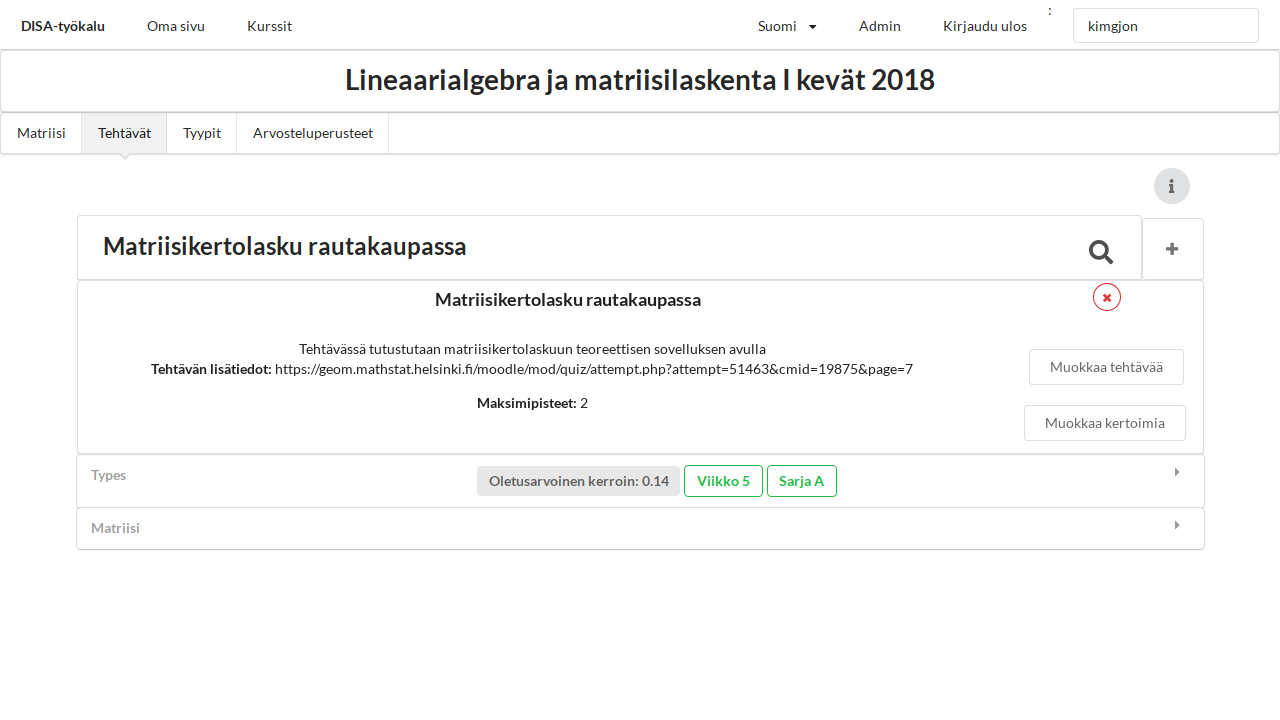 DISA-työkalu Oma sivu Kurssit Suomi Admin Kirjaudu ulos : kimgjon
Lineaarialgebra ja matriisilaskenta I kevät 2018
Matriisi Tehtävät Tyypit Arvosteluperusteet
Matriisikertolasku rautakaupassa
Matriisikertolasku rautakaupassa
Tehtävässä tutustutaan matriisikertolaskuun teoreettisen sovelluksen avulla
Tehtävän lisätiedot: https://geom.mathstat.helsinki.fi/moodle/mod/quiz/attempt.php?attempt=51463&cmid=19875&page=7
Muokkaa tehtävää
Maksimipisteet: 2
Muokkaa kertoimia
Types Oletusarvoinen kerroin: 0.14 Viikko 5 Sarja A
Matriisi